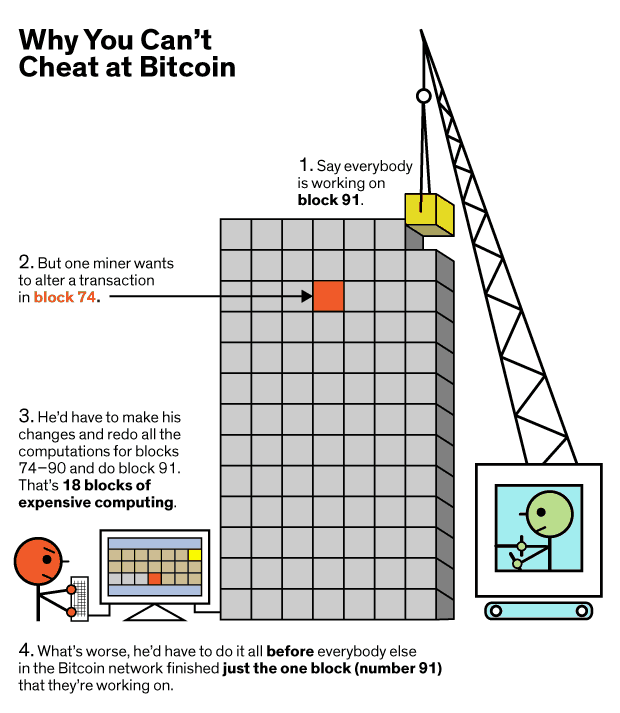 Why You Can't
Cheat at Bitcoin
1. Say everybody
is working on
block 91.
2. But one miner wants
to alter a transaction
in block 74.
3. He'd have to make his
changes and redo all the
computations for blocks
74–90 and do block 91.
That's 18 blocks of
expensive computing.
4. What's worse, he'd have to do it all before everybody else
in the Bitcoin network finished just the one block (number 91)
that they're working on.